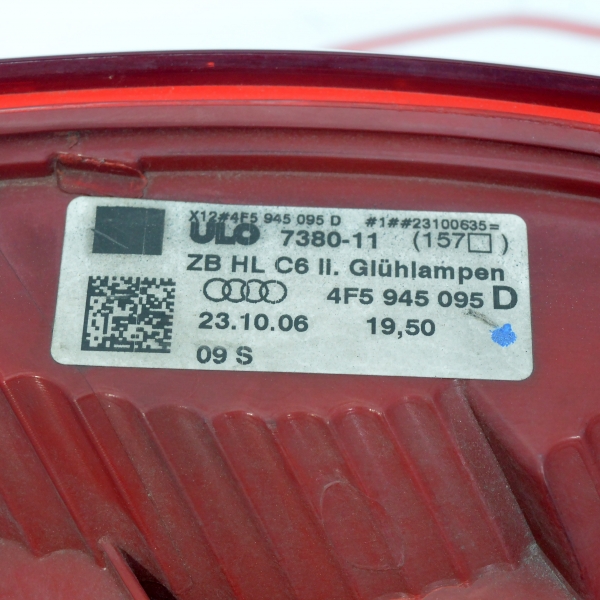 X12#4F5 945 095 D #1##23100635=
ULO 7380-11 (157□)
ZB HL C6 li. Glühlampen
4F5 945 095 D
23.10.06 19,50
09 S